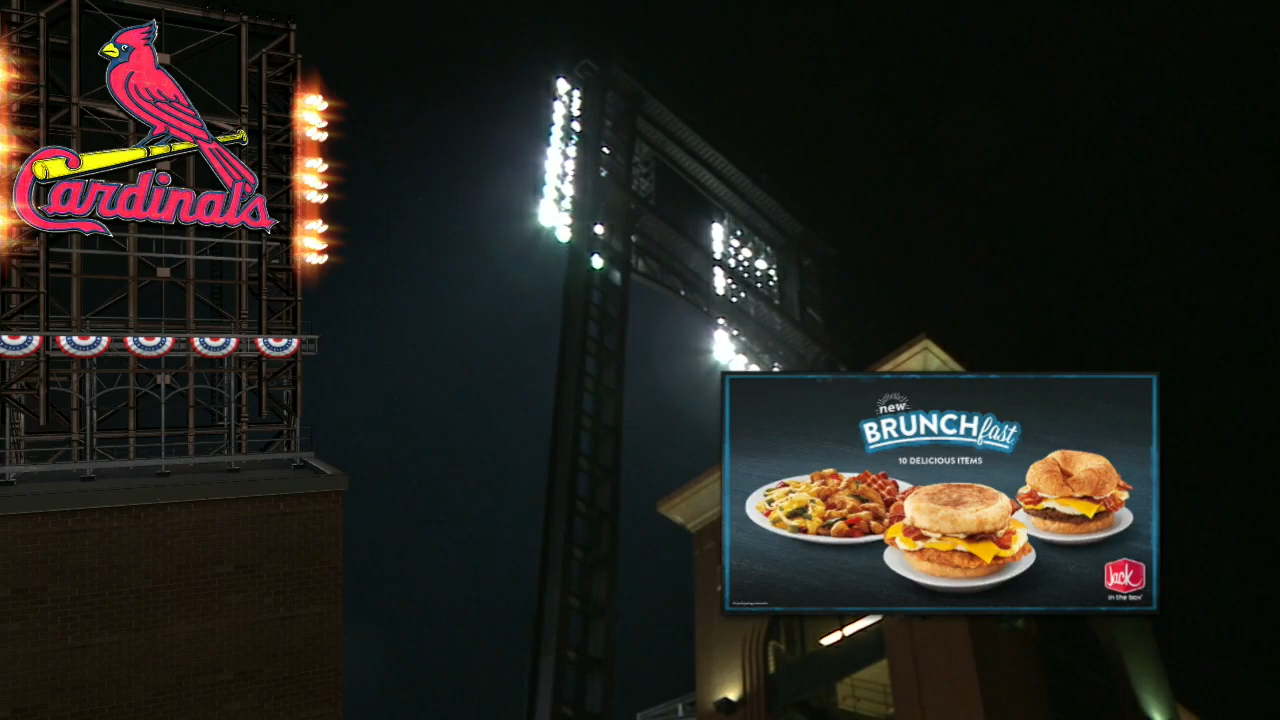 Cardinals
new
BRUNCHfast
10 DELICIOUS ITEMS
Jack
in the box